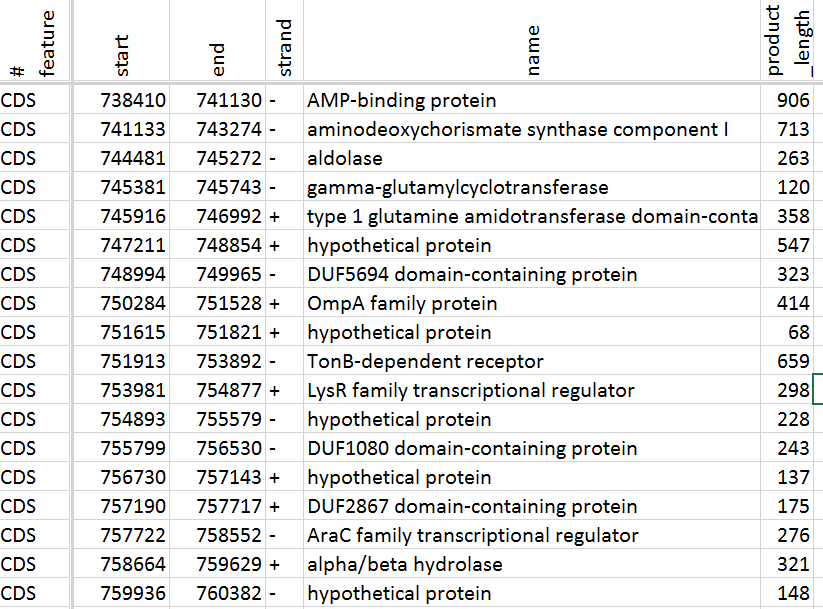 # feature start end strand name product_length
CDS 738410 741130 - AMP-binding protein 906
CDS 741133 743274 - aminodeoxychorismate synthase component I 713
CDS 744481 745272 - aldolase 263
CDS 745381 745743 - gamma-glutamylcyclotransferase 120
CDS 745916 746992 + type 1 glutamine amidotransferase domain-conta 358
CDS 747211 748854 + hypothetical protein 547
CDS 748994 749965 - DUF5694 domain-containing protein 323
CDS 750284 751528 + OmpA family protein 414
CDS 751615 751821 + hypothetical protein 68
CDS 751913 753892 - TonB-dependent receptor 659
CDS 753981 754877 + LysR family transcriptional regulator 298
CDS 754893 755579 - hypothetical protein 228
CDS 755799 756530 - DUF1080 domain-containing protein 243
CDS 756730 757143 + hypothetical protein 137
CDS 757190 757717 + DUF2867 domain-containing protein 175
CDS 757722 758552 - AraC family transcriptional regulator 276
CDS 758664 759629 + alpha/beta hydrolase 321
CDS 759936 760382 - hypothetical protein 148